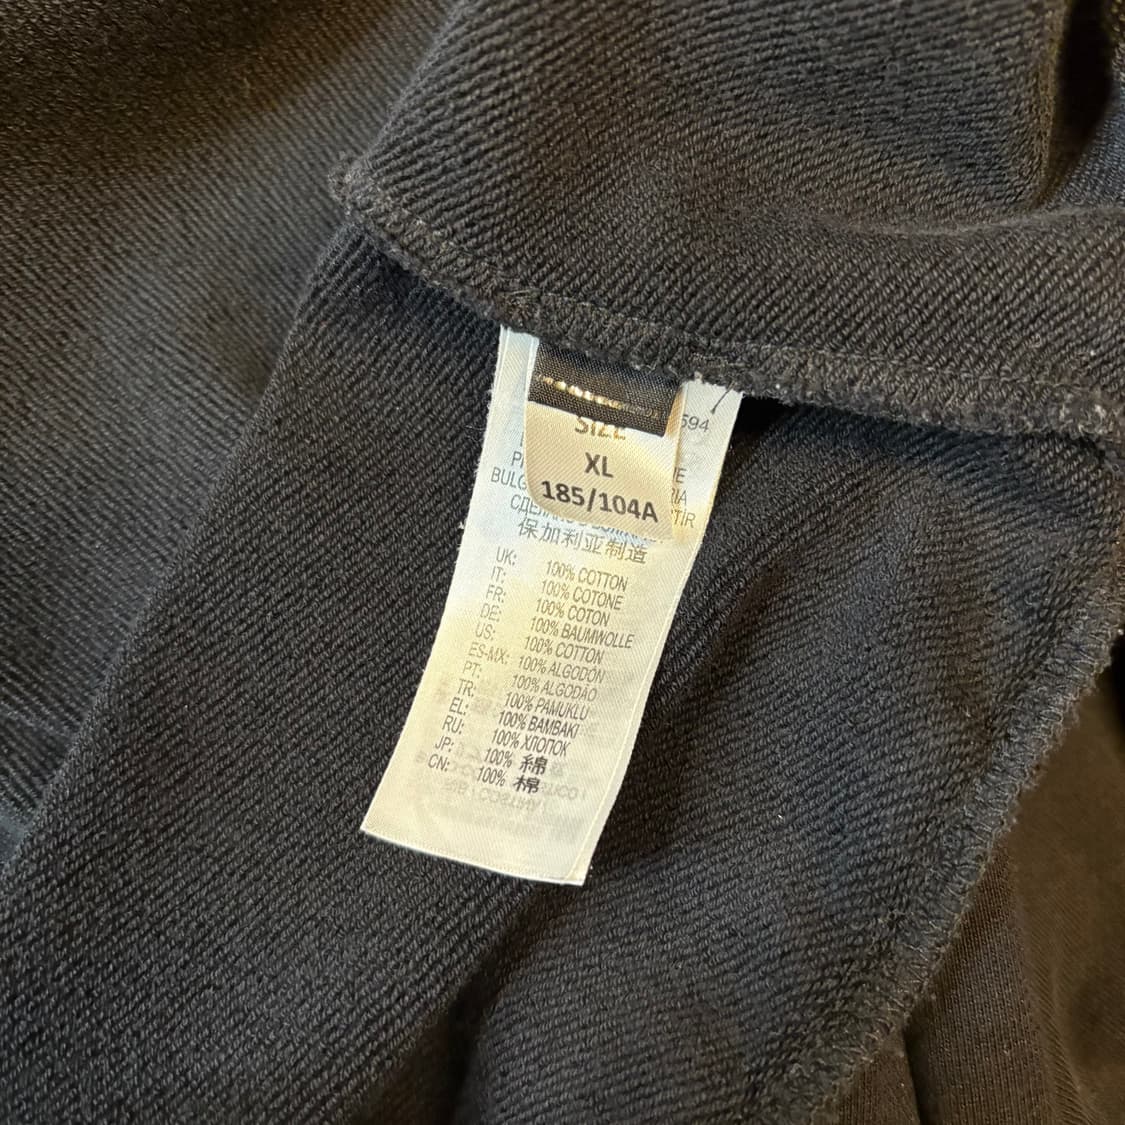 594
SIZE
XL
185/104A
保加利亚制造
UK: 100% COTTON
IT: 100% COTONE
FR: 100% COTON
DE: 100% BAUMWOLLE
US: 100% COTTON
ES-MX: 100% ALGODÓN
PT: 100% ALGODÃO
TR: 100% PAMUKLU
EL: 100% BAMBAKI
RU: 100% ХЛОПОК
JP: 100% 綿
CN: 100% 棉